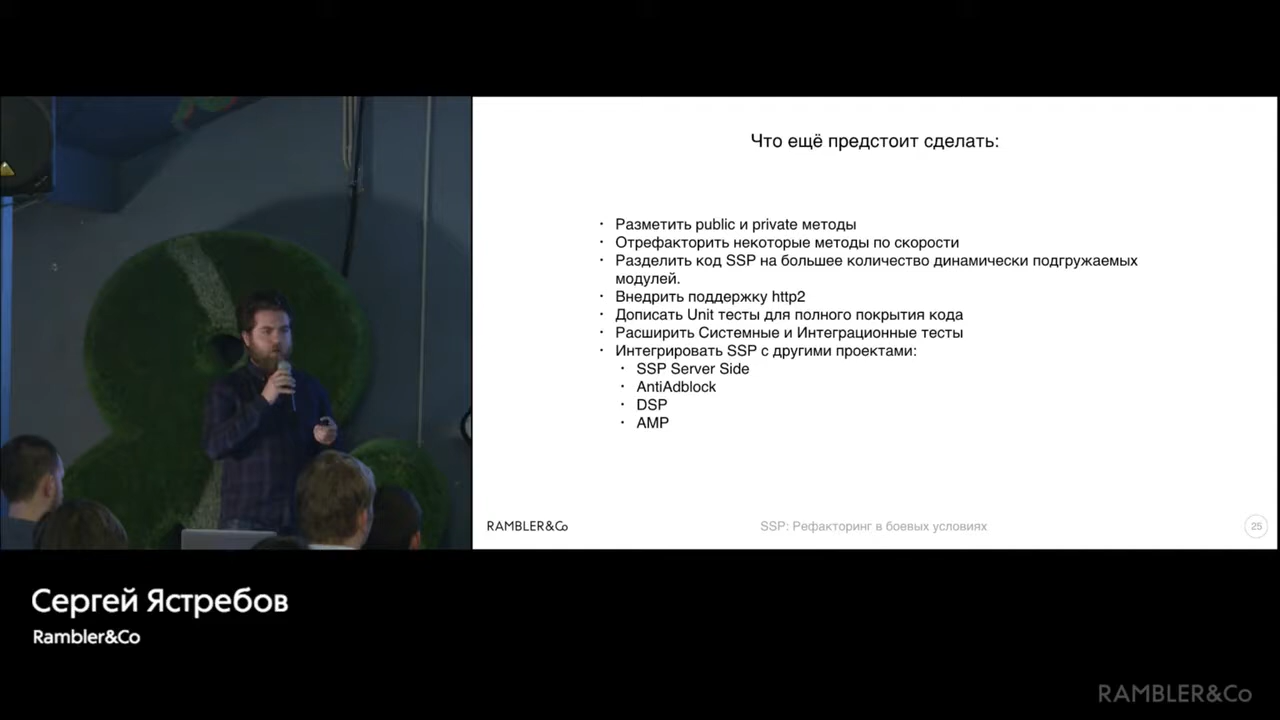 Что ещё предстоит сделать:
· Разметить public и private методы
· Отрефакторить некоторые методы по скорости
· Разделить код SSP на большее количество динамически подгружаемых
модулей.
· Внедрить поддержку http2
· Дописать Unit тесты для полного покрытия кода
· Расширить Системные и Интеграционные тесты
· Интегрировать SSP с другими проектами:
· SSP Server Side
· AntiAdblock
· DSP
· AMP
RAMBLER&Co
SSP: Рефакторинг в боевых условиях
25
Сергей Ястребов
Rambler&Co
RAMBLER&Co